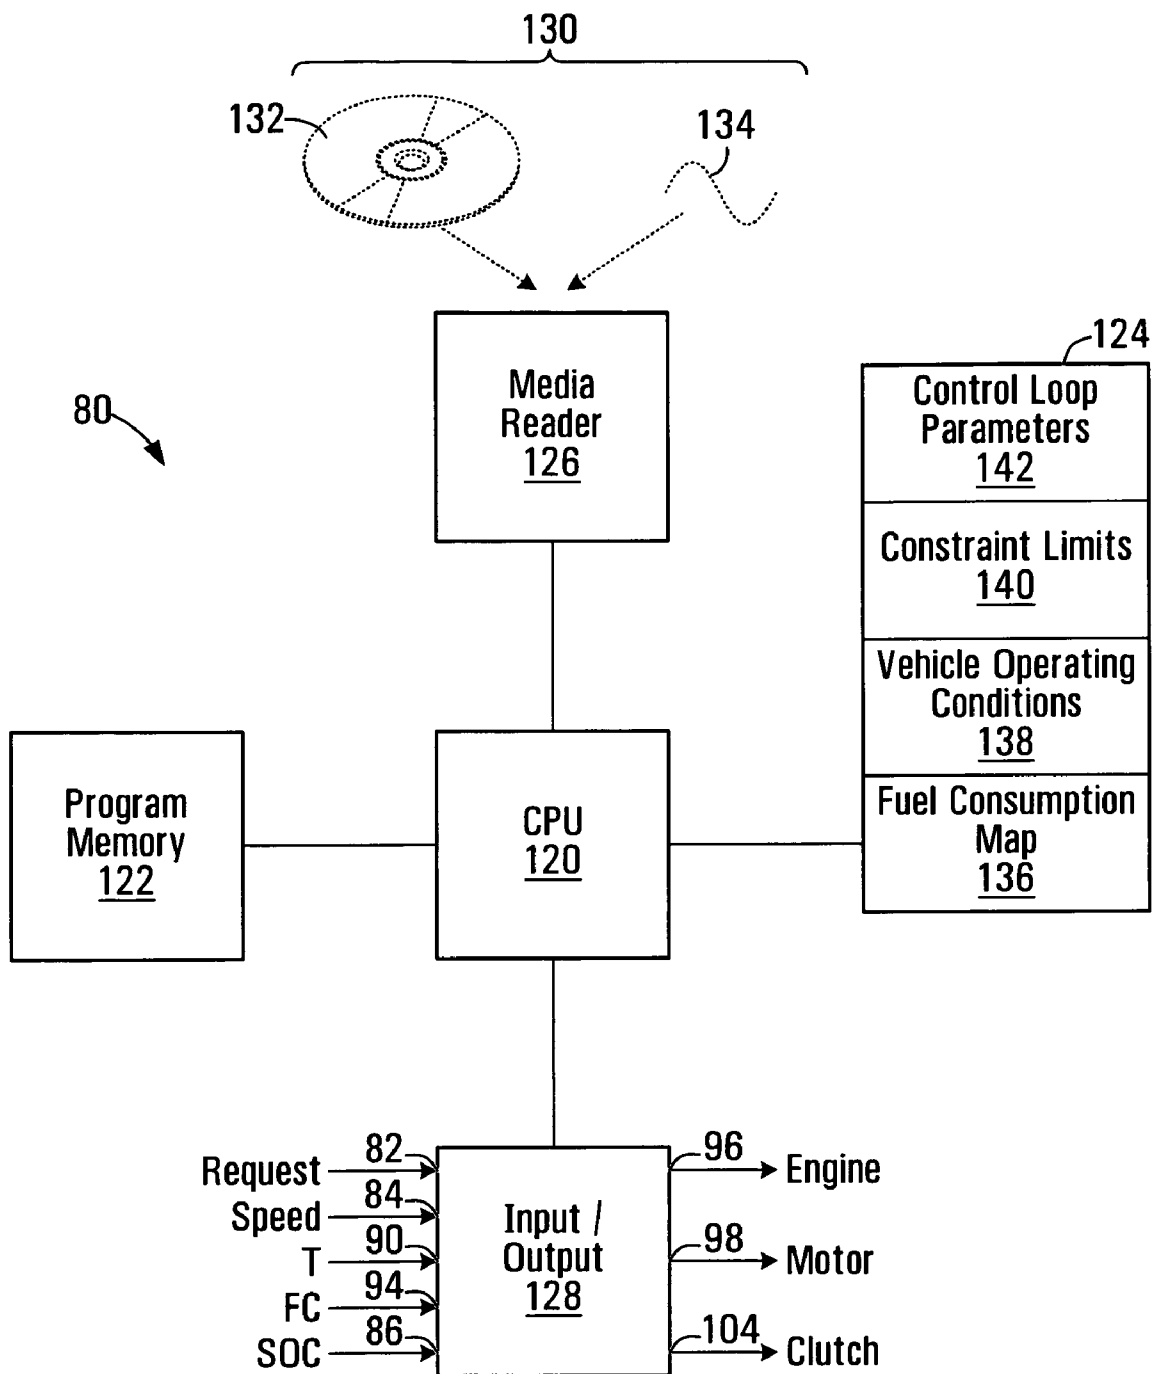 130
132
134
Media
Reader
126
80
124
Control Loop
Parameters
142
Constraint Limits
140
Vehicle Operating
Conditions
138
Fuel Consumption
Map
136
Program
Memory
122
CPU
120
Request 82
Speed 84
T 90
FC 94
SOC 86
Input /
Output
128
96 Engine
98 Motor
104 Clutch